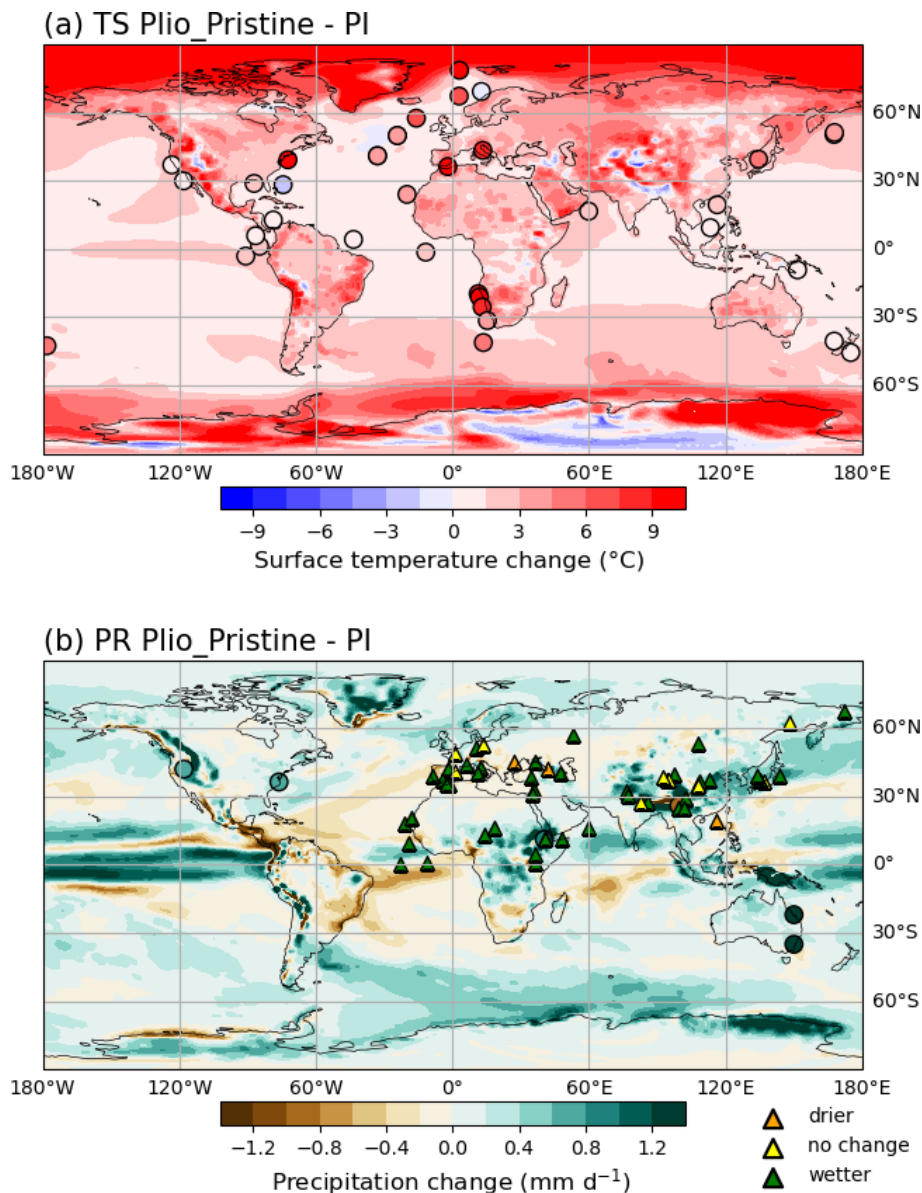 (a) TS Plio_Pristine - PI
60°N
30°N
0°
30°S
60°S
180°W 120°W 60°W 0° 60°E 120°E 180°E
−9 −6 −3 0 3 6 9
Surface temperature change (°C)
(b) PR Plio_Pristine - PI
60°N
30°N
0°
30°S
60°S
180°W 120°W 60°W 0° 60°E 120°E 180°E
−1.2 −0.8 −0.4 0.0 0.4 0.8 1.2
Precipitation change (mm d⁻¹)
drier
no change
wetter